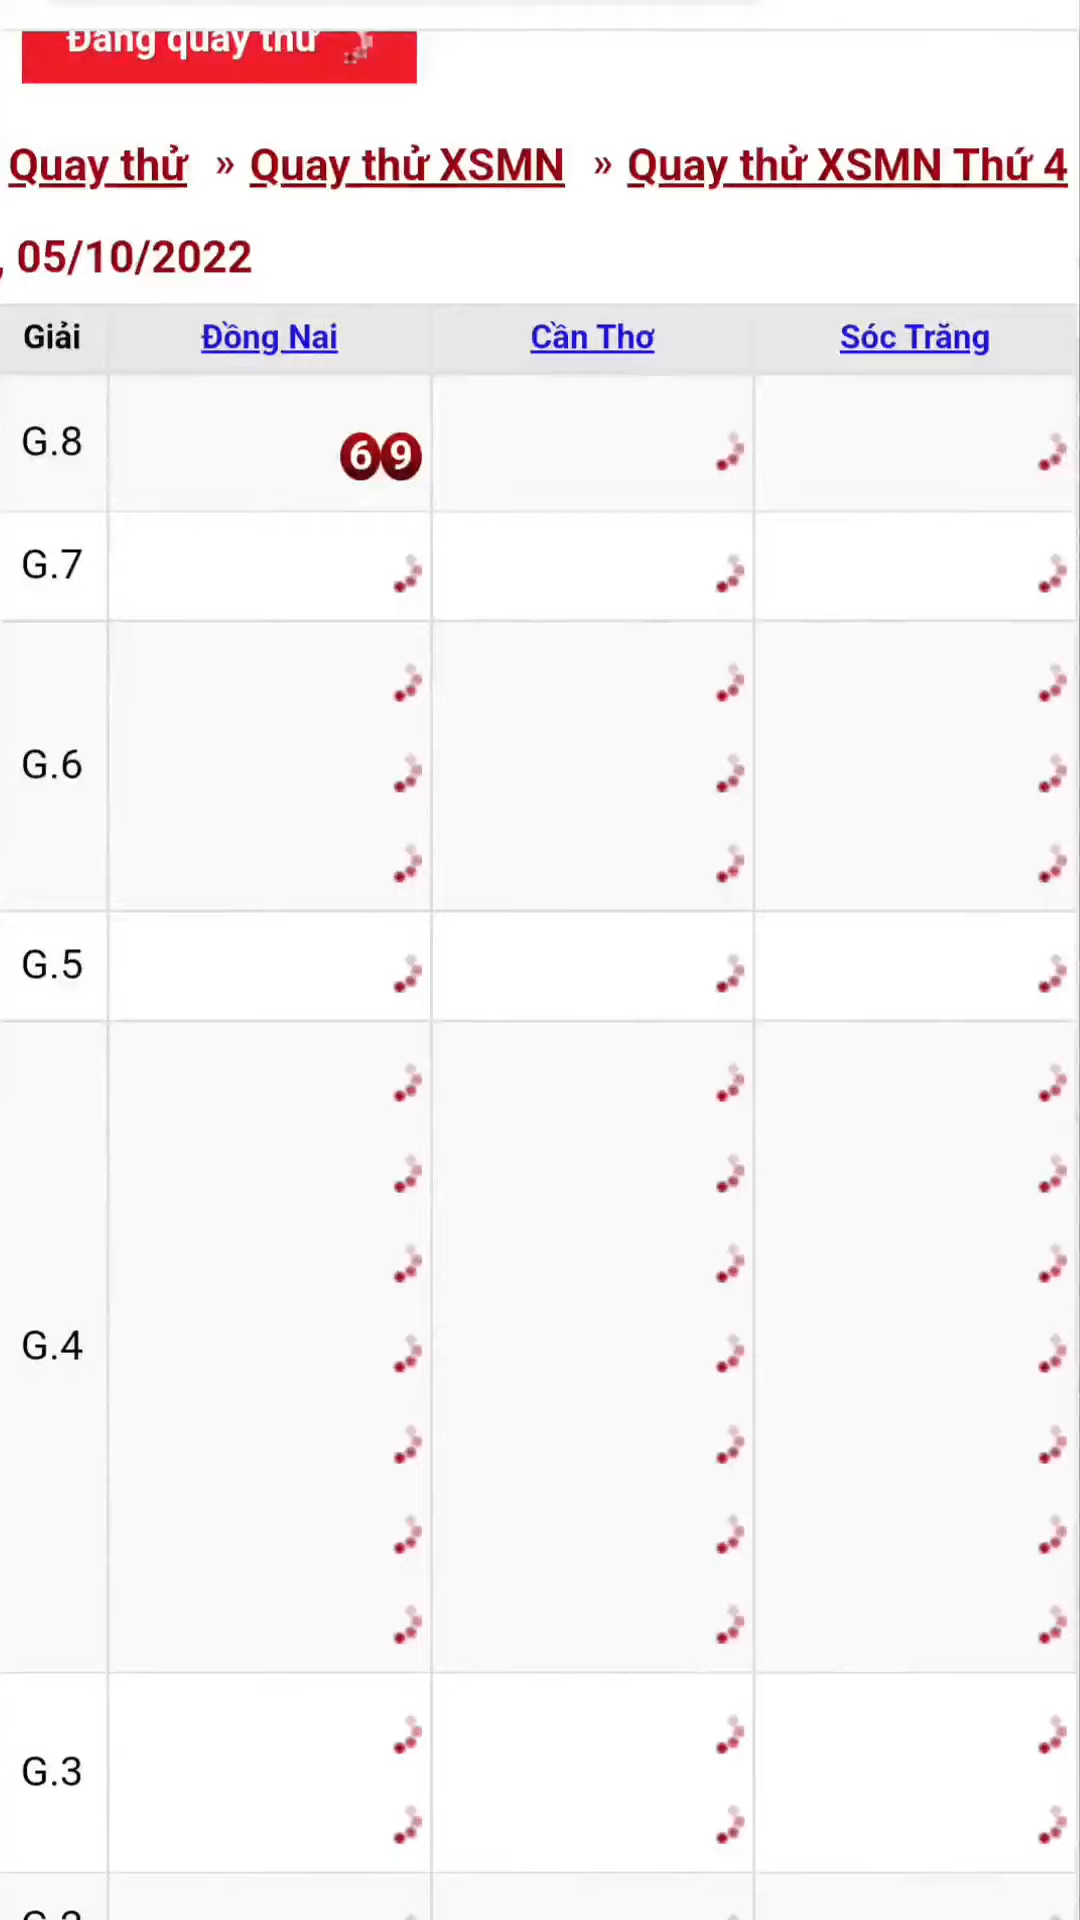 Đang quay thử
Quay thử » Quay thử XSMN » Quay thử XSMN Thứ 4
, 05/10/2022
Giải Đồng Nai Cần Thơ Sóc Trăng
G.8 69
G.7
G.6
G.5
G.4
G.3